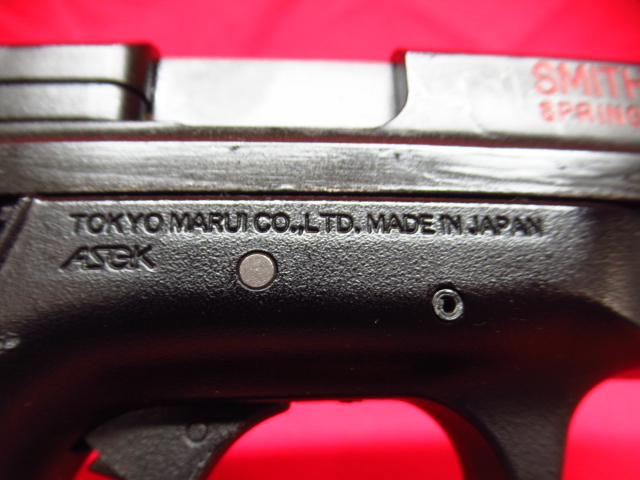 SMITH
SPRING
TOKYO MARUI CO.,LTD. MADE IN JAPAN
ASGK